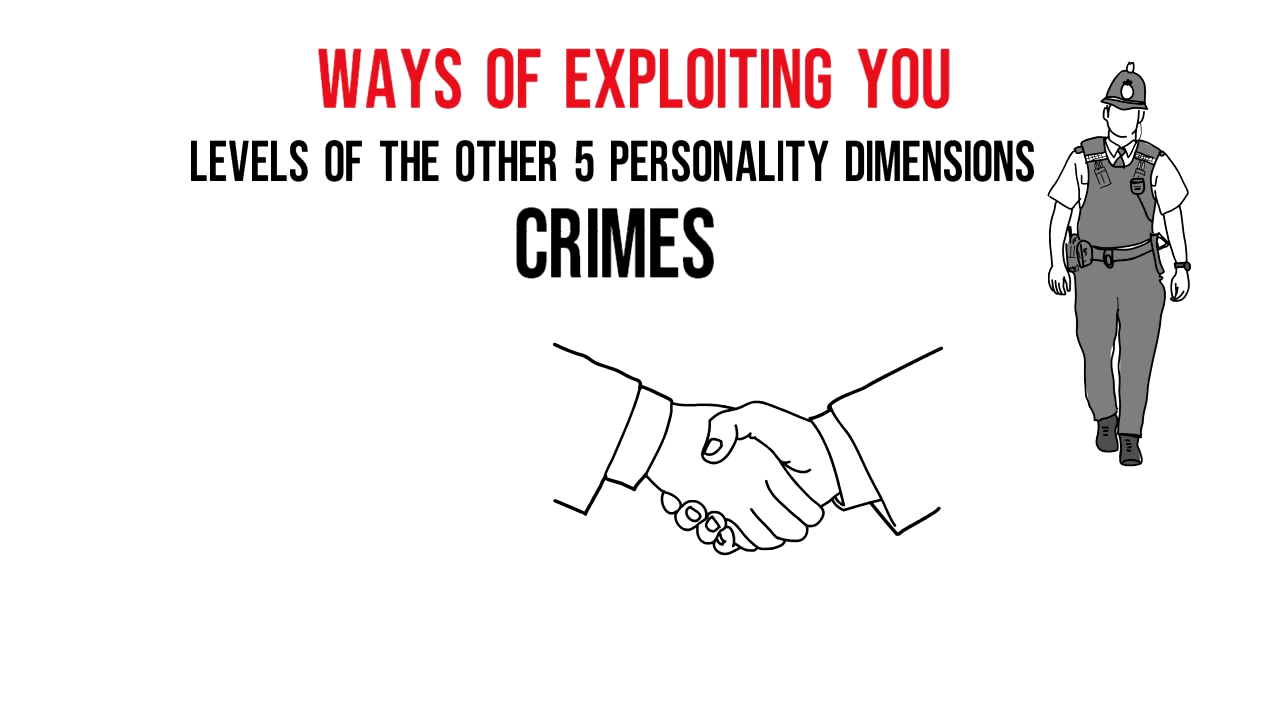 WAYS OF EXPLOITING YOU
LEVELS OF THE OTHER 5 PERSONALITY DIMENSIONS
CRIMES